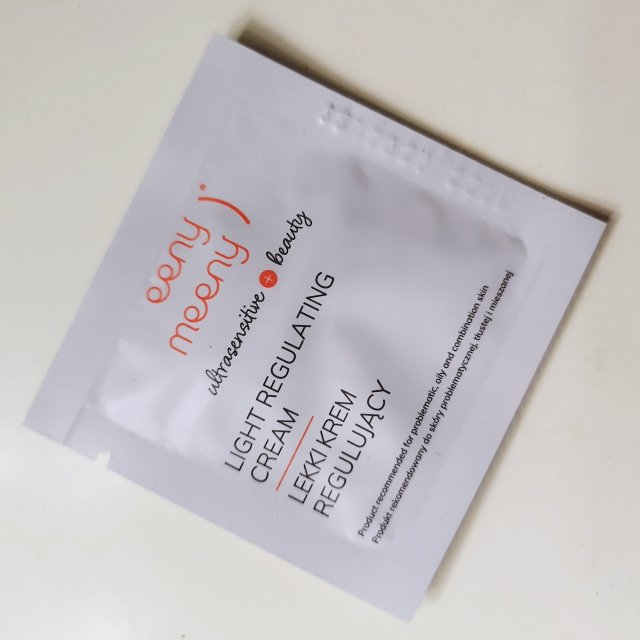 eeny
meeny
ultrasensitive + beauty
LIGHT REGULATING
CREAM
LEKKI KREM
REGULUJĄCY
Product recommended for problematic, oily and combination skin
Produkt rekomendowany do skóry problematycznej, tłustej i mieszanej